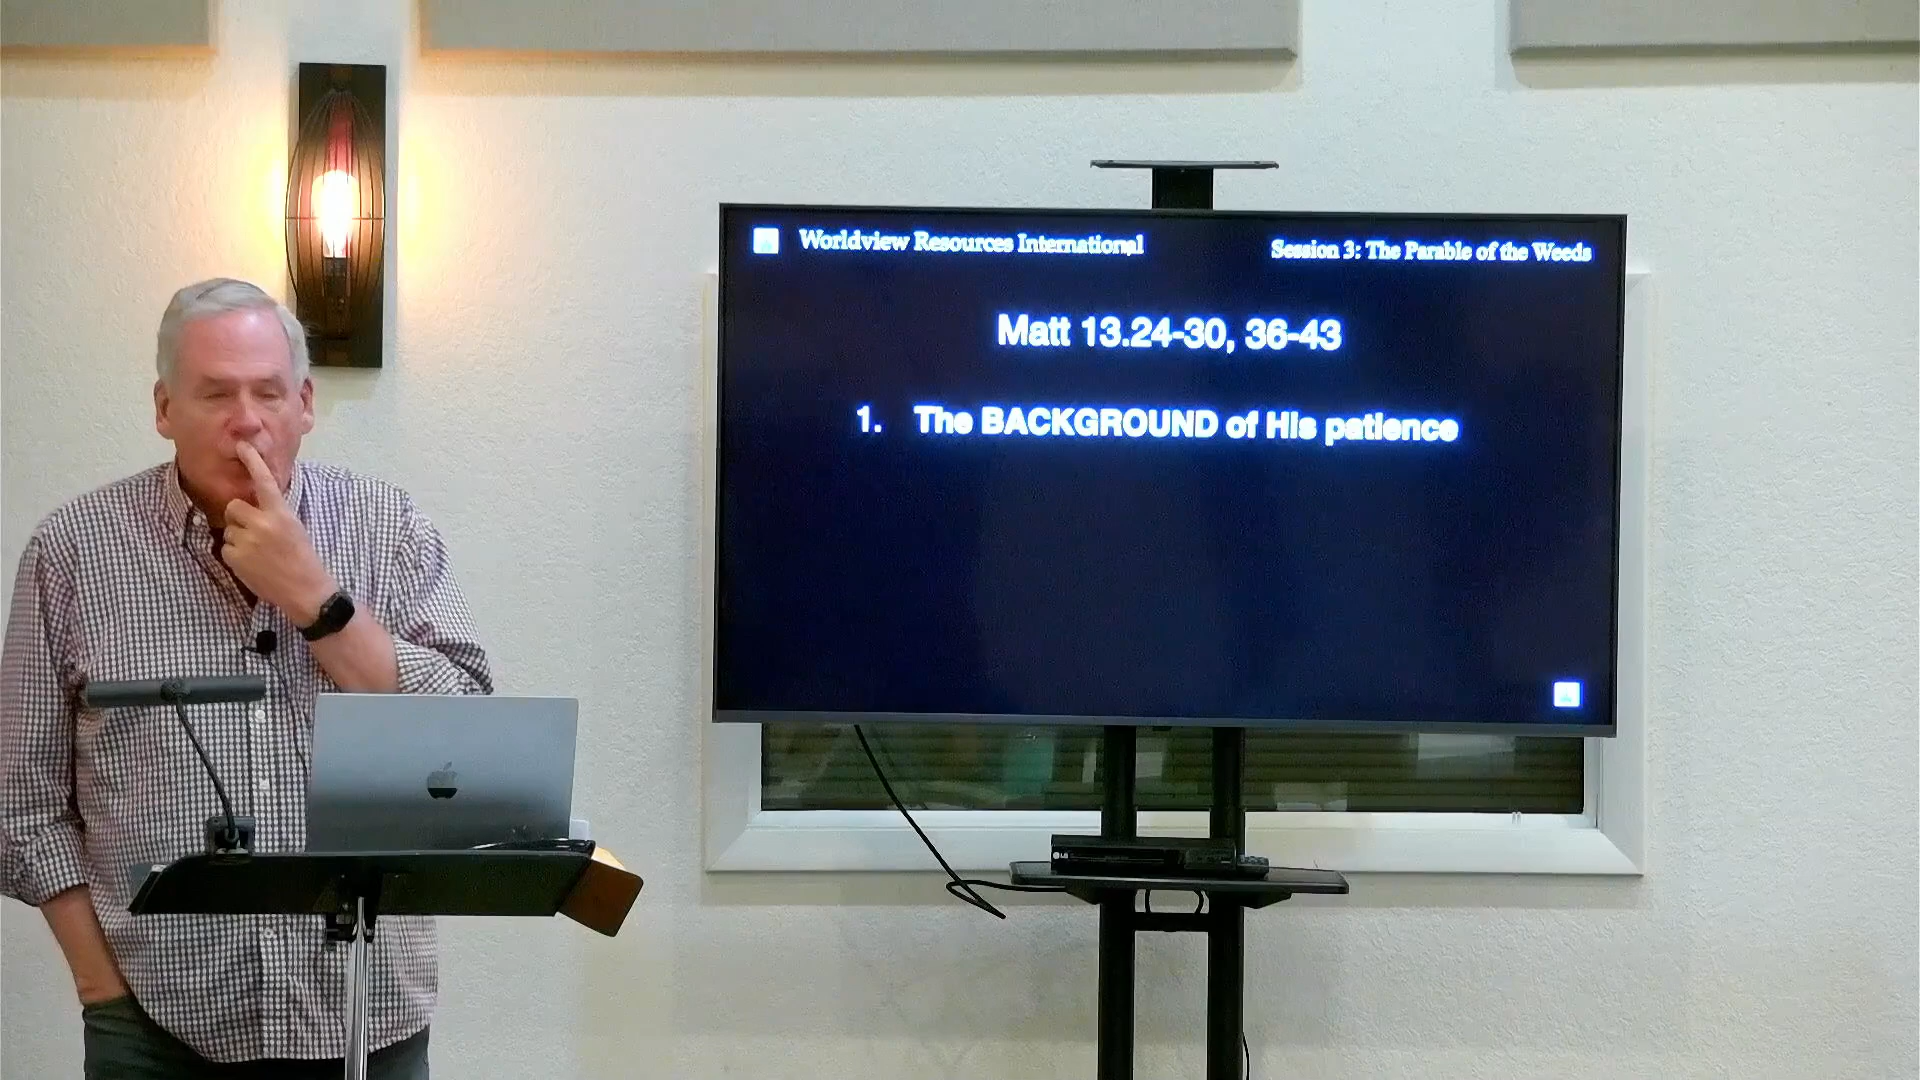 Worldview Resources International
Session 3: The Parable of the Weeds
Matt 13.24-30, 36-43
1. The BACKGROUND of His patience
LG